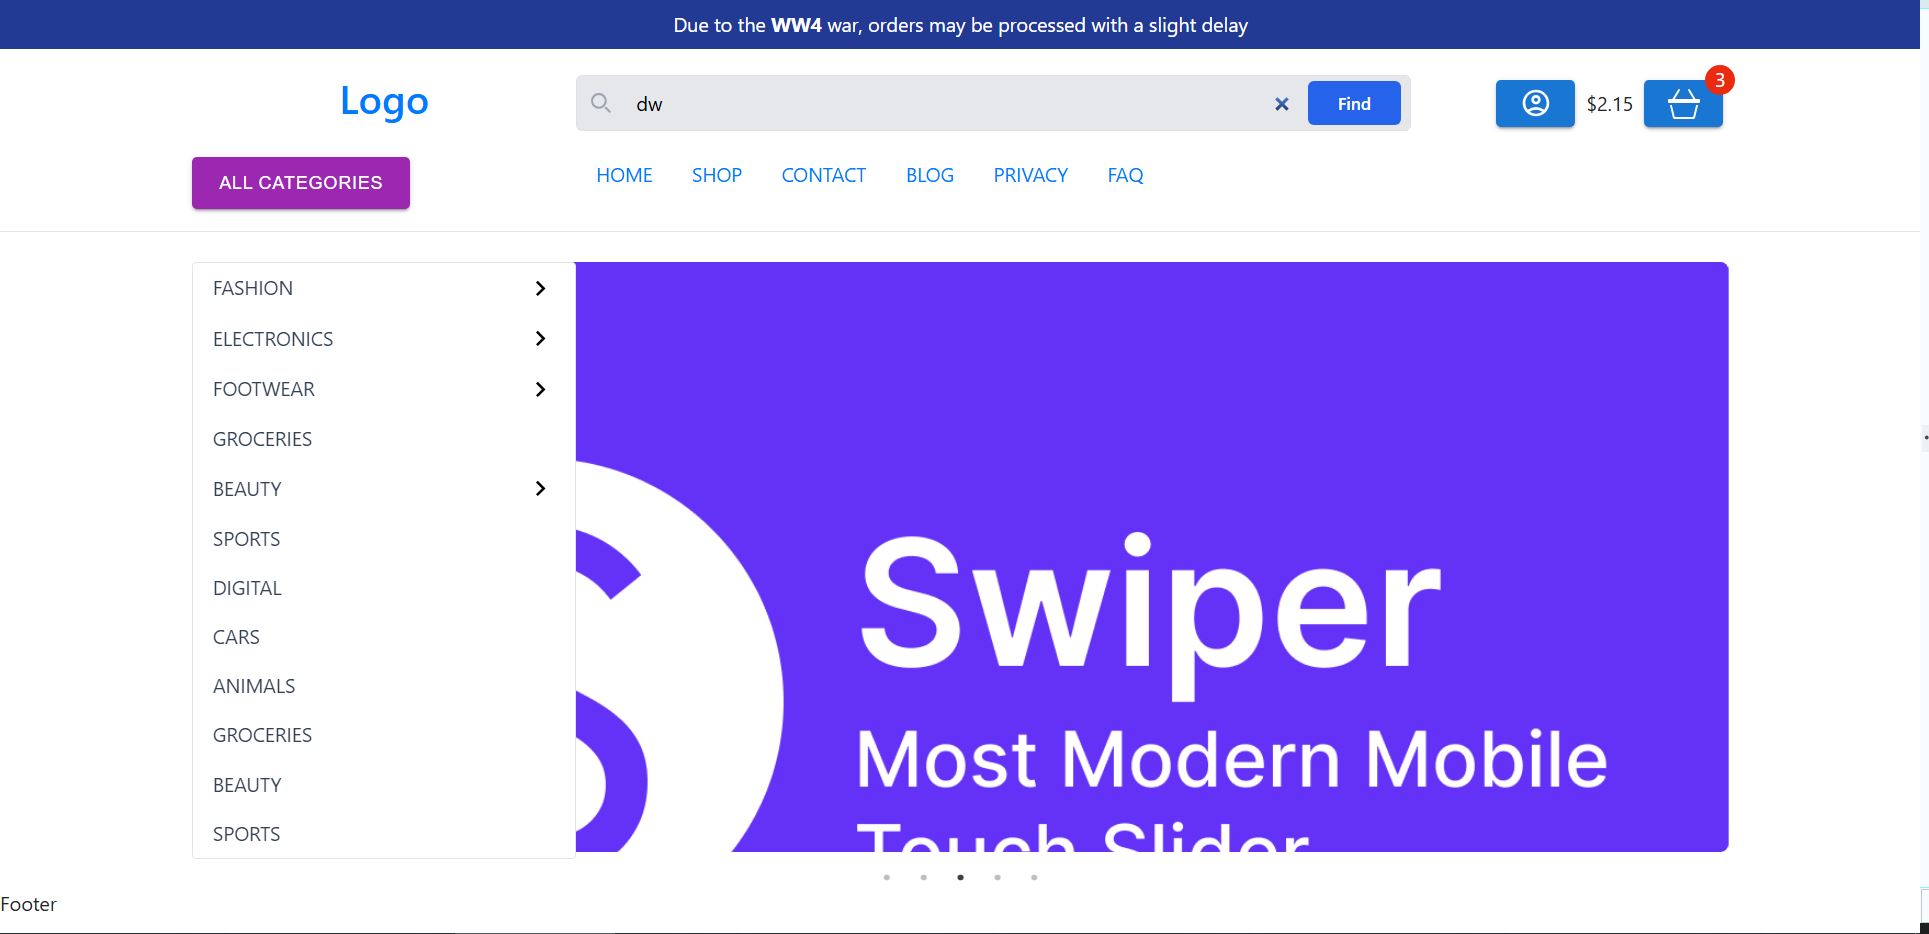 Due to the WW4 war, orders may be processed with a slight delay
Logo
dw
Find
$2.15
3
ALL CATEGORIES
HOME SHOP CONTACT BLOG PRIVACY FAQ
FASHION
ELECTRONICS
FOOTWEAR
GROCERIES
BEAUTY
SPORTS
DIGITAL
CARS
ANIMALS
GROCERIES
BEAUTY
SPORTS
Swiper
Most Modern Mobile
Touch Slider
Footer